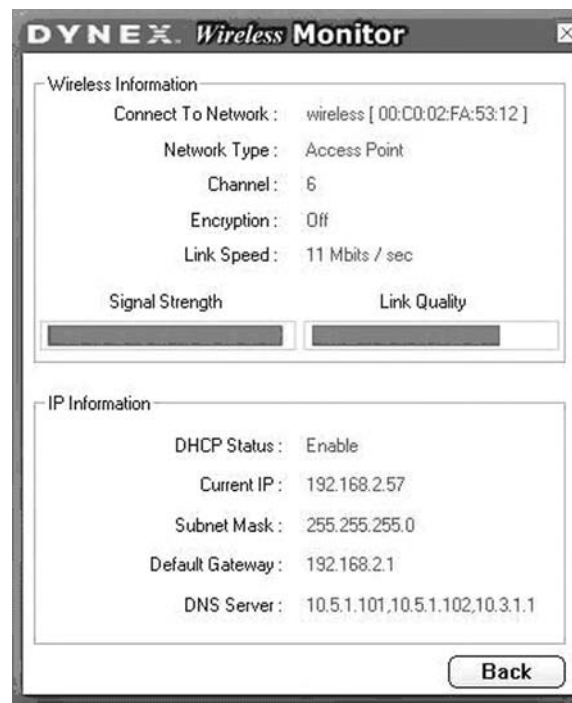 DYNEX. Wireless Monitor
Wireless Information
Connect To Network : wireless [ 00:C0:02:FA:53:12 ]
Network Type : Access Point
Channel : 6
Encryption : Off
Link Speed : 11 Mbits / sec
Signal Strength Link Quality
IP Information
DHCP Status : Enable
Current IP : 192.168.2.57
Subnet Mask : 255.255.255.0
Default Gateway : 192.168.2.1
DNS Server : 10.5.1.101,10.5.1.102,10.3.1.1
Back